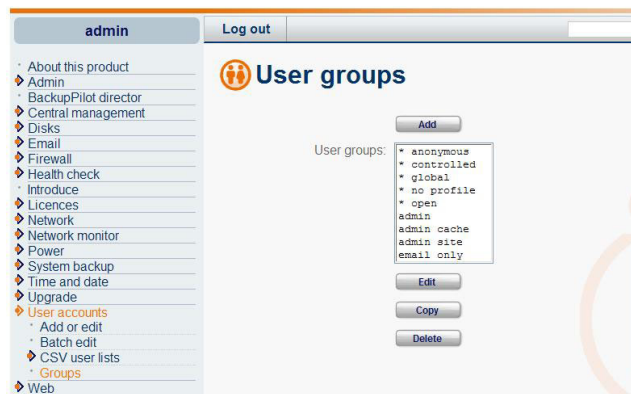 admin
Log out
About this product
Admin
BackupPilot director
Central management
Disks
Email
Firewall
Health check
Introduce
Licences
Network
Network monitor
Power
System backup
Time and date
Upgrade
User accounts
Add or edit
Batch edit
CSV user lists
Groups
Web
User groups
Add
User groups:
* anonymous
* controlled
* global
* no profile
* open
admin
admin cache
admin site
email only
Edit
Copy
Delete